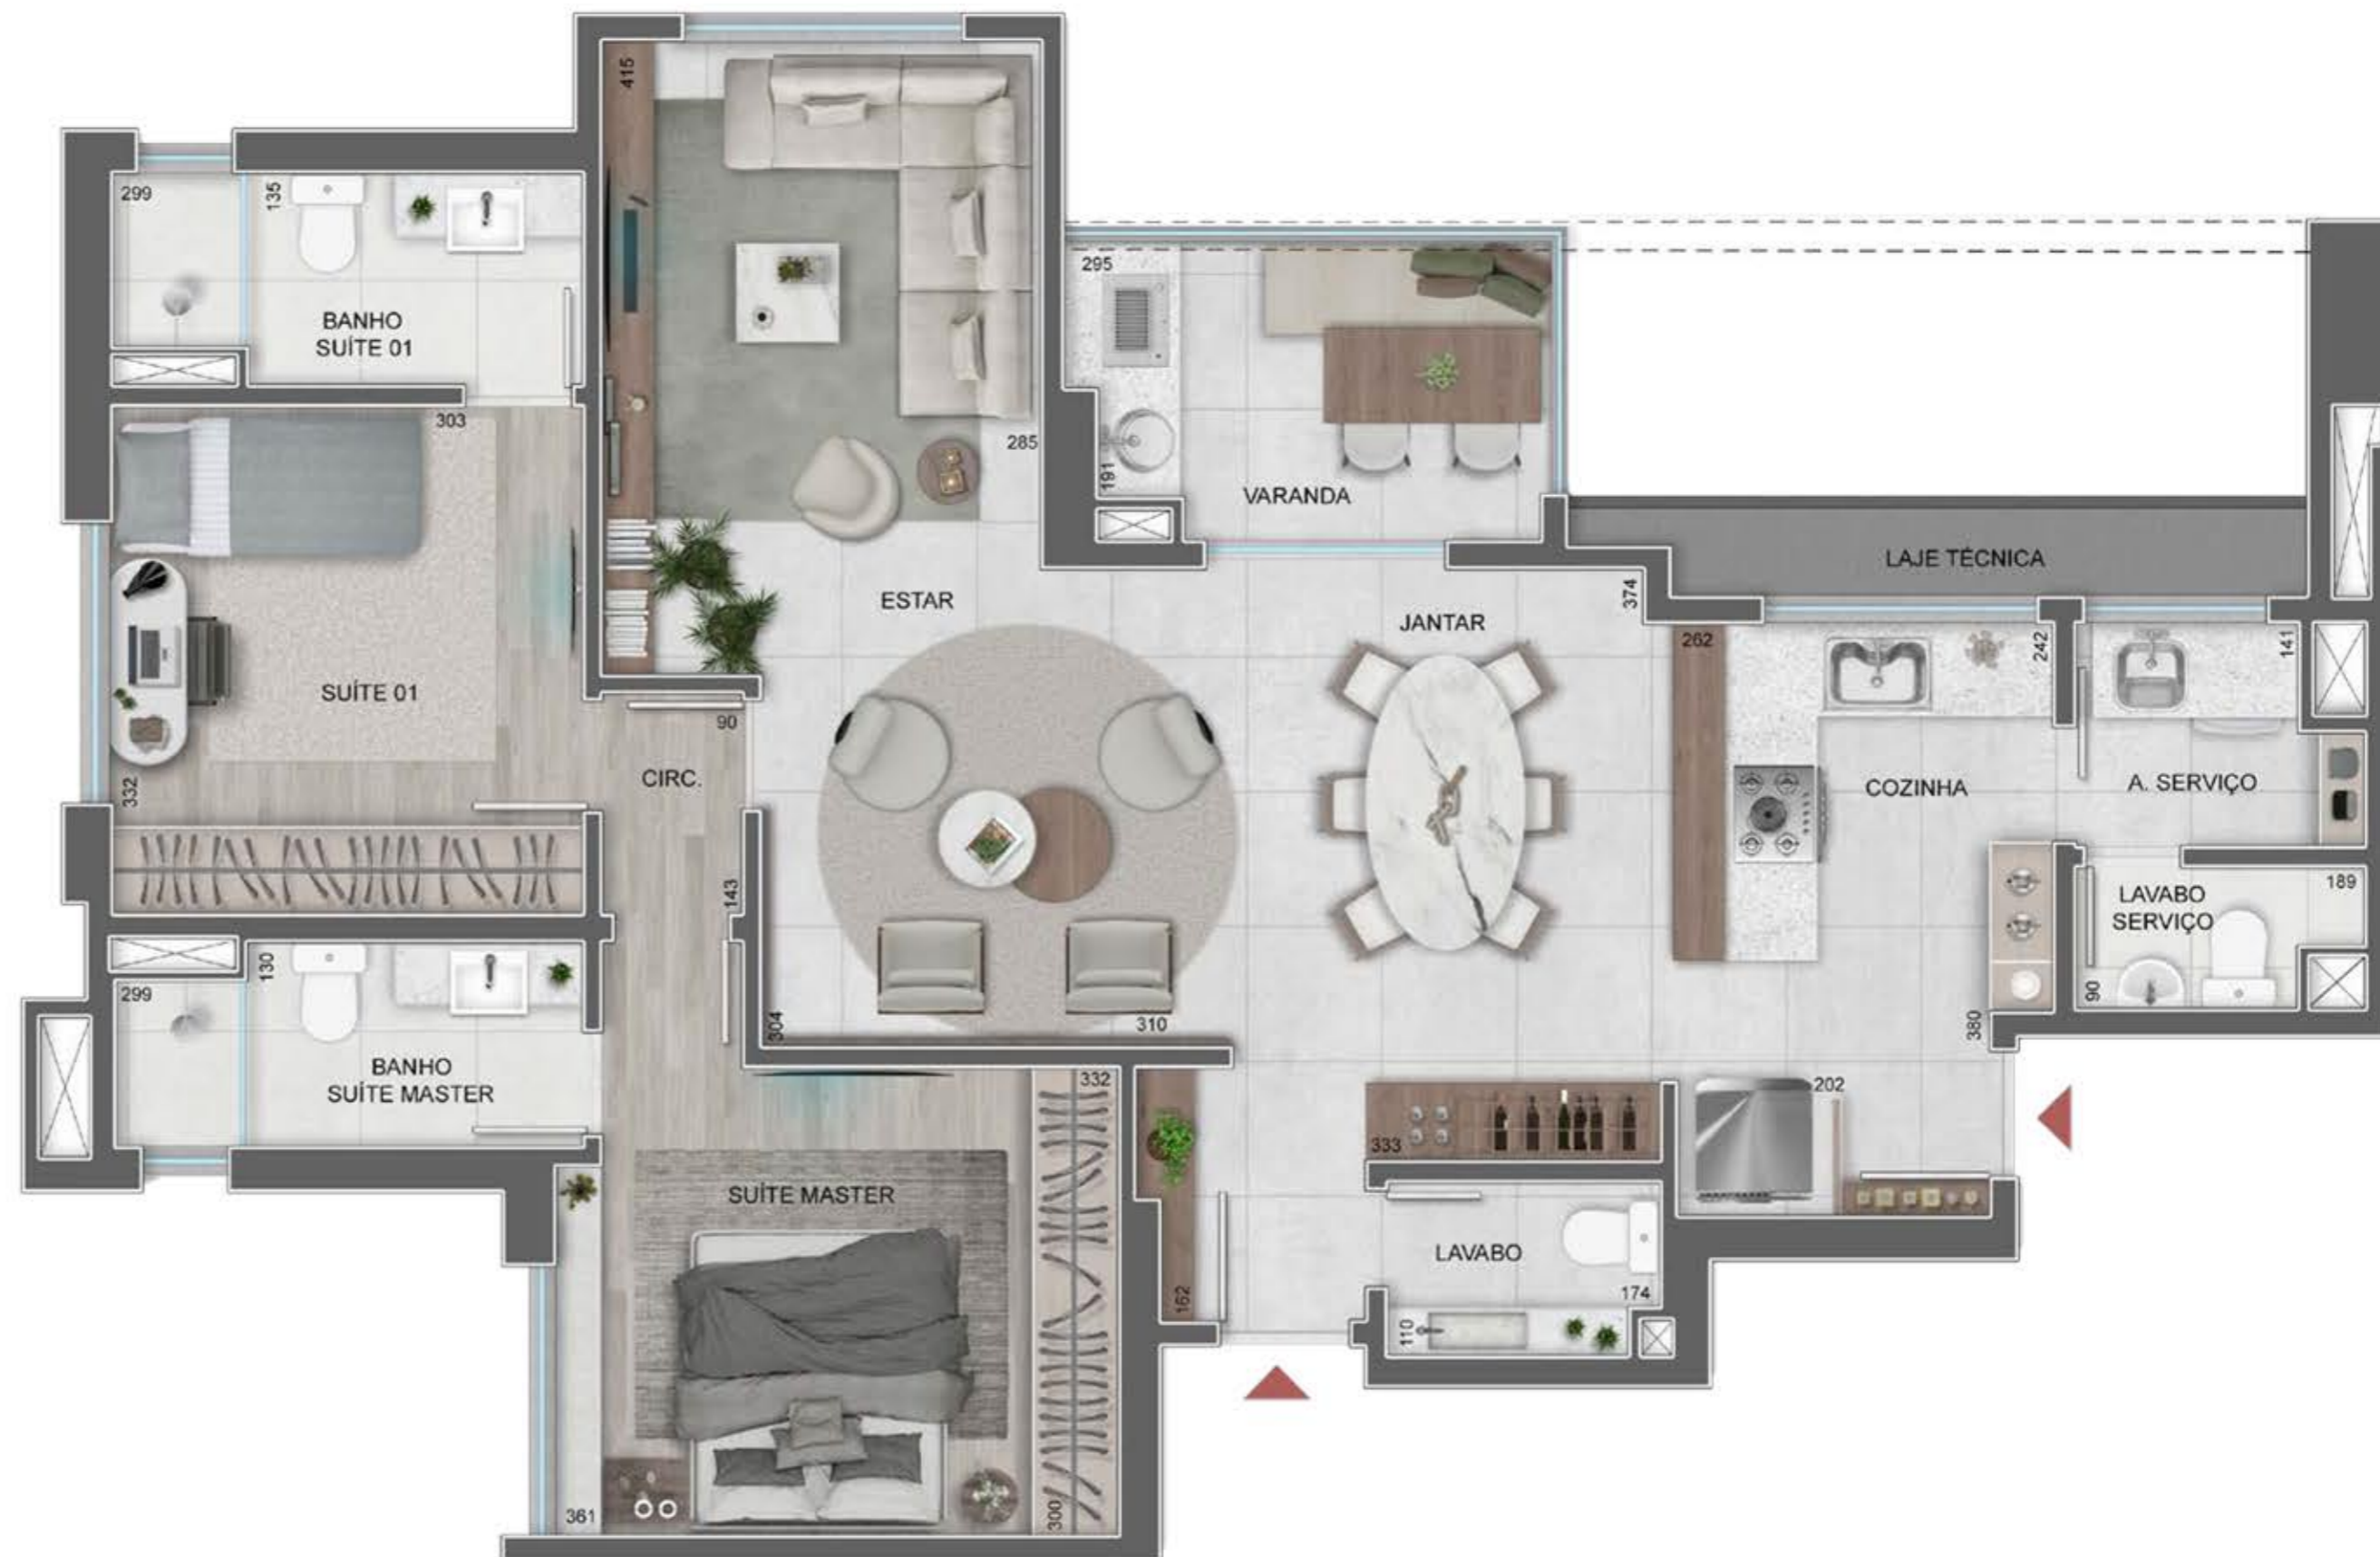 415
299
135
BANHO
SUÍTE 01
295
303
285
191
VARANDA
LAJE TÉCNICA
374
ESTAR
JANTAR
262
242
141
SUÍTE 01
90
CIRC.
332
COZINHA
A. SERVIÇO
143
LAVABO
SERVIÇO
189
130
299
90
304
310
380
BANHO
SUÍTE MASTER
332
202
333
SUÍTE MASTER
LAVABO
162
174
110
361
300